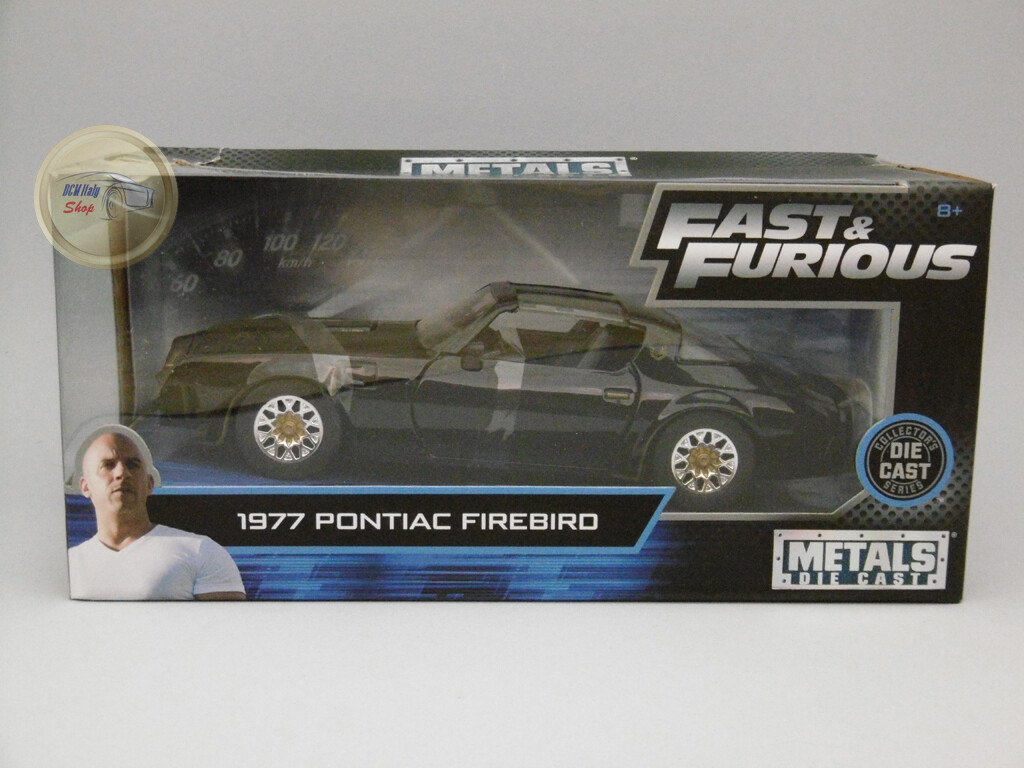 METALS
DCM Italy
Shop
FAST &
FURIOUS
8+
60 80 100 120
km/h
COLLECTOR'S
DIE
CAST
SERIES
1977 PONTIAC FIREBIRD
METALS
DIE CAST